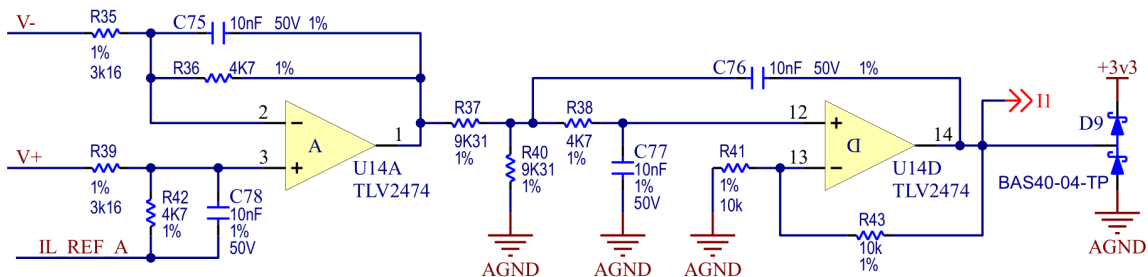 V-
R35
1%
3k16
C75
10nF 50V 1%
R36
4K7
1%
2
3
1
A
U14A
TLV2474
V+
R39
1%
3k16
R42
4K7
1%
C78
10nF
1%
50V
IL_REF_A
R37
9K31
1%
R40
9K31
1%
AGND
R38
4K7
1%
C76
10nF 50V 1%
C77
10nF
1%
50V
AGND
12
13
14
D
U14D
TLV2474
R41
1%
10k
AGND
R43
10k
1%
I1
+3v3
D9
BAS40-04-TP
AGND